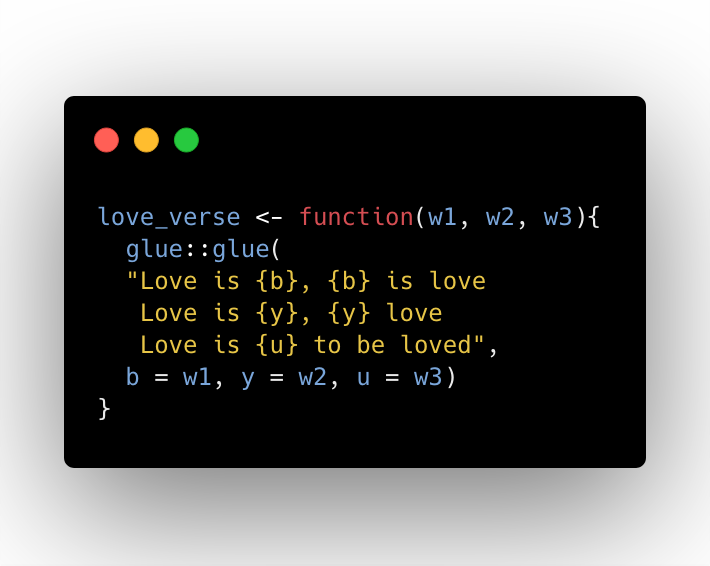 love_verse <- function(w1, w2, w3){
  glue::glue(
  "Love is {b}, {b} is love
   Love is {y}, {y} love
   Love is {u} to be loved",
  b = w1, y = w2, u = w3)
}